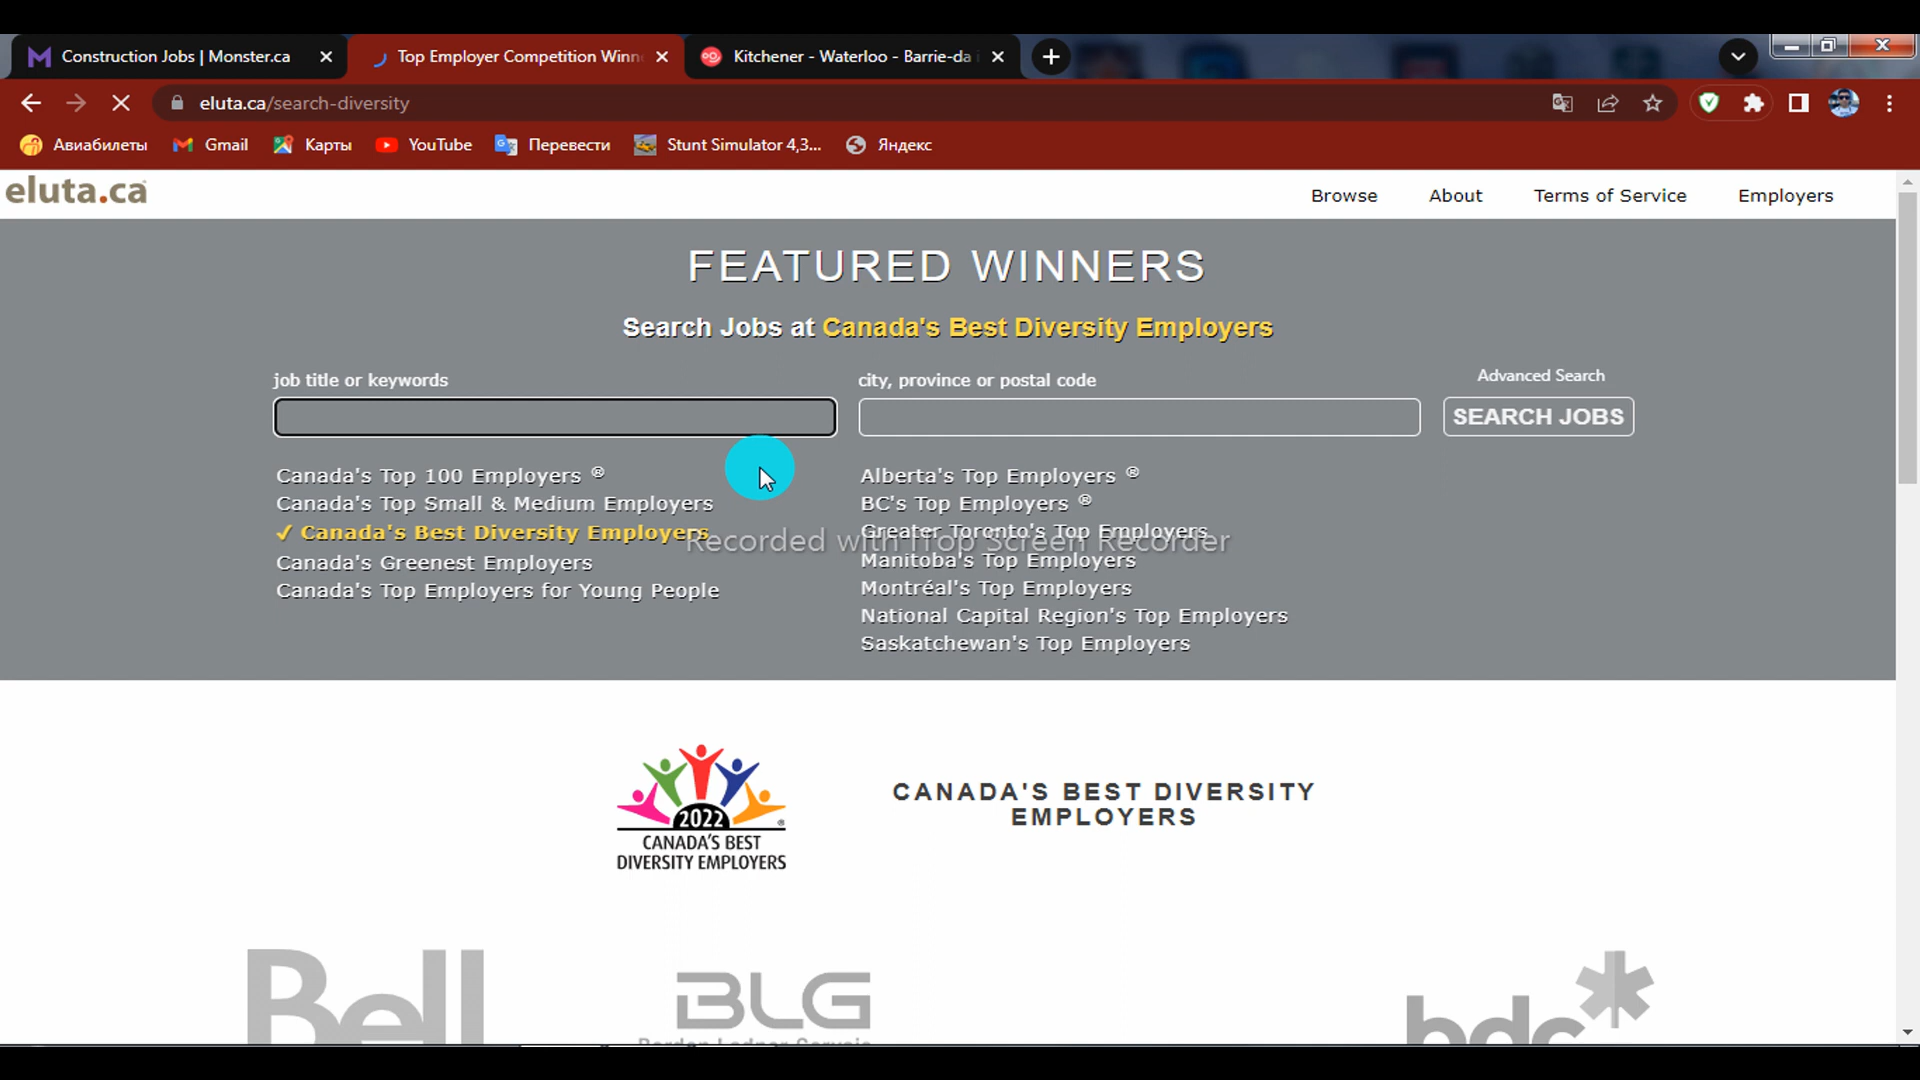 Construction Jobs | Monster.ca
Top Employer Competition Winn
Kitchener - Waterloo - Barrie-da i
eluta.ca/search-diversity
Авиабилеты
Gmail
Карты
YouTube
Перевести
Stunt Simulator 4,3...
Яндекс
eluta.ca
Browse
About
Terms of Service
Employers
FEATURED WINNERS
Search Jobs at Canada's Best Diversity Employers
job title or keywords
city, province or postal code
Advanced Search
SEARCH JOBS
Canada's Top 100 Employers ®
Canada's Top Small & Medium Employers
✓ Canada's Best Diversity Employers
Canada's Greenest Employers
Canada's Top Employers for Young People
Alberta's Top Employers ®
BC's Top Employers ®
Greater Toronto's Top Employers
Manitoba's Top Employers
Montréal's Top Employers
National Capital Region's Top Employers
Saskatchewan's Top Employers
Recorded with iTop Screen Recorder
2022
CANADA'S BEST
DIVERSITY EMPLOYERS ®
CANADA'S BEST DIVERSITY
EMPLOYERS
Bell
BLG
Borden Ladner Gervais
bdc